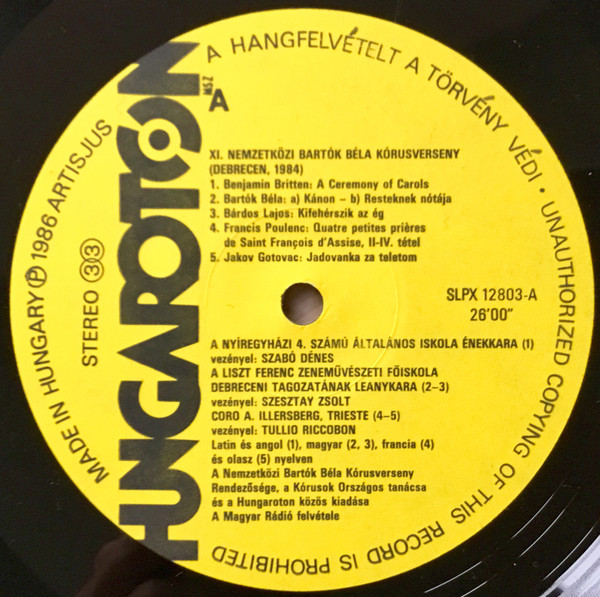 A HANGFELVÉTELT A TÖRVÉNY VÉDI · UNAUTHORIZED COPYING OF THIS RECORD IS PROHIBITED
MADE IN HUNGARY Ⓟ 1986 ARTISJUS
STEREO 33
HUNGAROTON
MSZ
A
XI. NEMZETKÖZI BARTÓK BÉLA KÓRUSVERSENY
(DEBRECEN, 1984)
1. Benjamin Britten: A Ceremony of Carols
2. Bartók Béla: a) Kánon – b) Resteknek nótája
3. Bárdos Lajos: Kifehérszik az ég
4. Francis Poulenc: Quatre petites prières
de Saint François d'Assise, II-IV. tétel
5. Jakov Gotovac: Jadovanka za teletom
SLPX 12803-A
26'00"
A NYÍREGYHÁZI 4. SZÁMÚ ÁLTALÁNOS ISKOLA ÉNEKKARA (1)
vezényel: SZABÓ DÉNES
A LISZT FERENC ZENEMŰVÉSZETI FŐISKOLA
DEBRECENI TAGOZATÁNAK LEANYKARA (2–3)
vezényel: SZESZTAY ZSOLT
CORO A. ILLERSBERG, TRIESTE (4–5)
vezényel: TULLIO RICCOBON
Latin és angol (1), magyar (2, 3), francia (4)
és olasz (5) nyelven
A Nemzetközi Bartók Béla Kórusverseny
Rendezősége, a Kórusok Országos tanácsa
és a Hungaroton közös kiadása
A Magyar Rádió felvétele